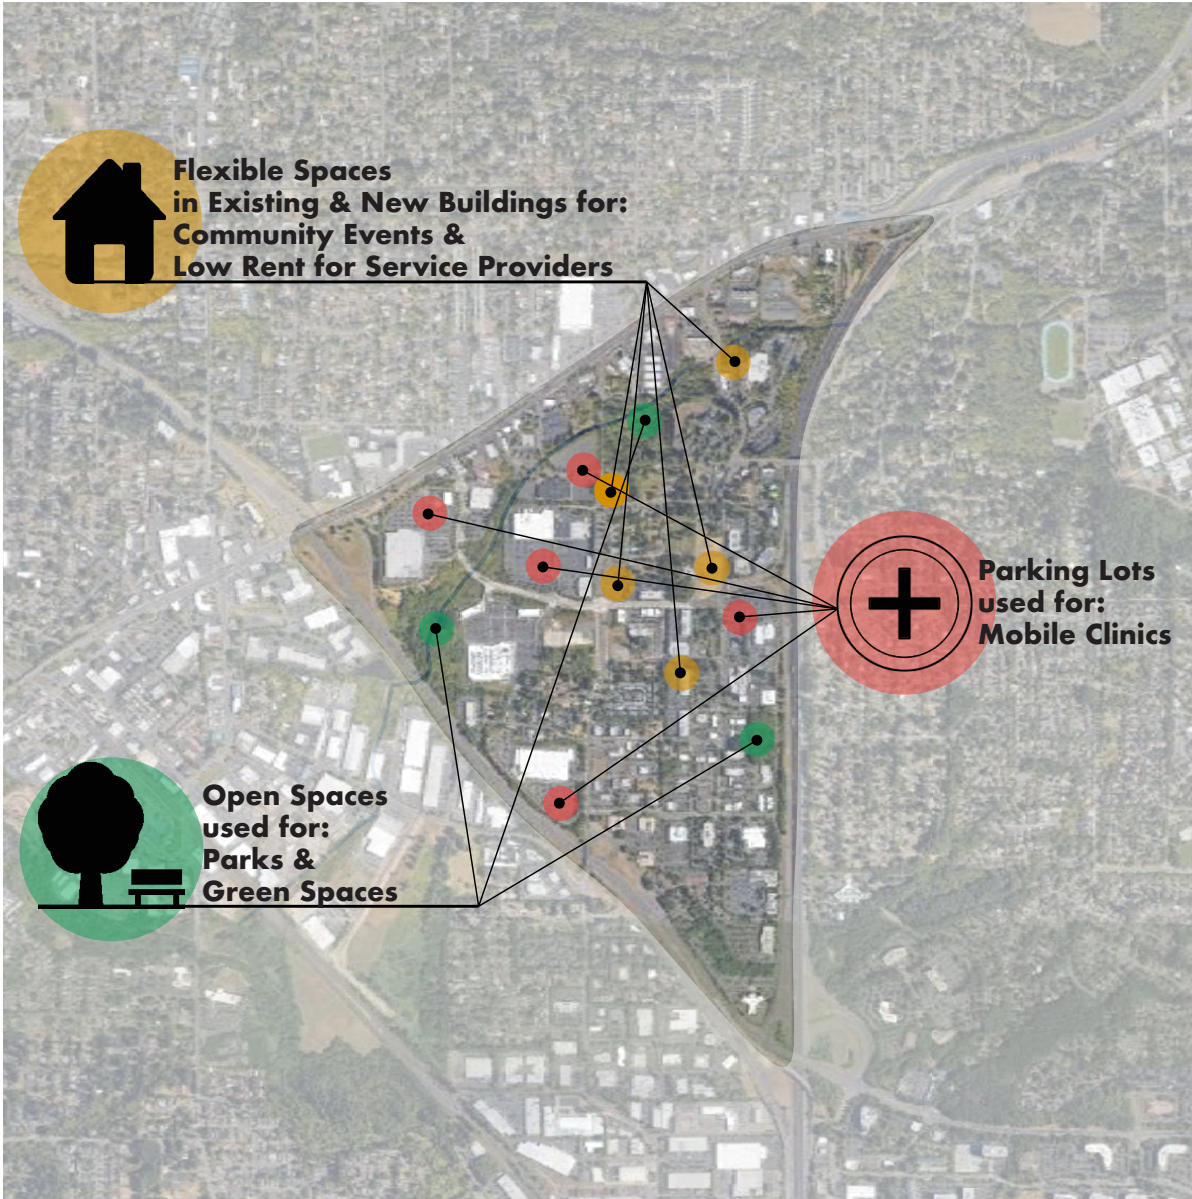 Flexible Spaces
in Existing & New Buildings for:
Community Events &
Low Rent for Service Providers
Parking Lots
used for:
Mobile Clinics
Open Spaces
used for:
Parks &
Green Spaces